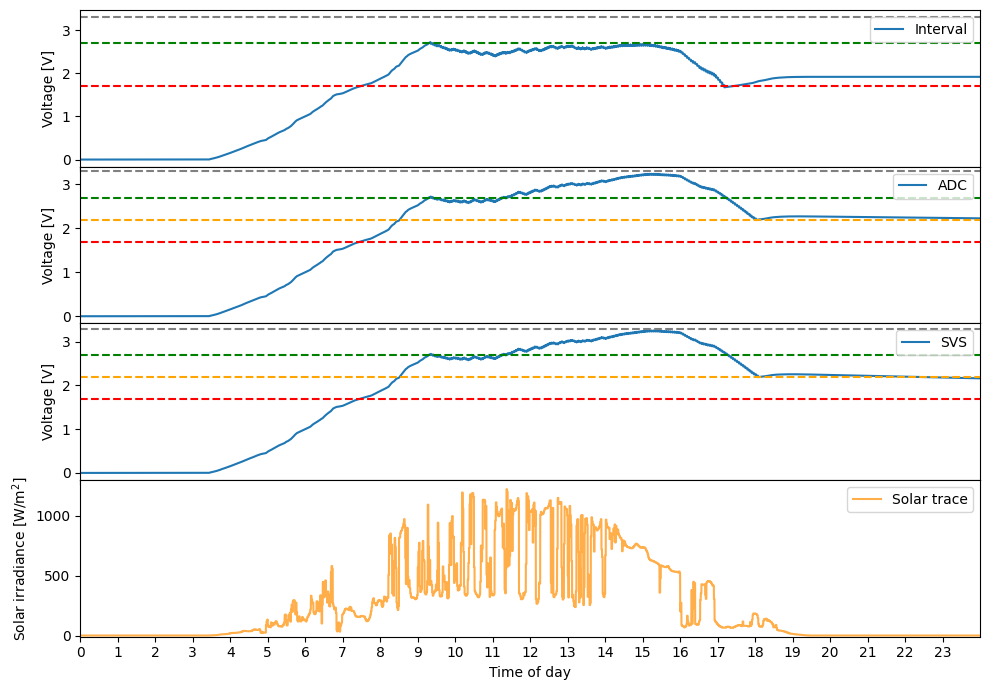 3
2
1
0
Voltage [V]
Interval
3
2
1
0
Voltage [V]
ADC
3
2
1
0
Voltage [V]
SVS
1000
500
0
Solar irradiance [W/m²]
Solar trace
0 1 2 3 4 5 6 7 8 9 10 11 12 13 14 15 16 17 18 19 20 21 22 23
Time of day